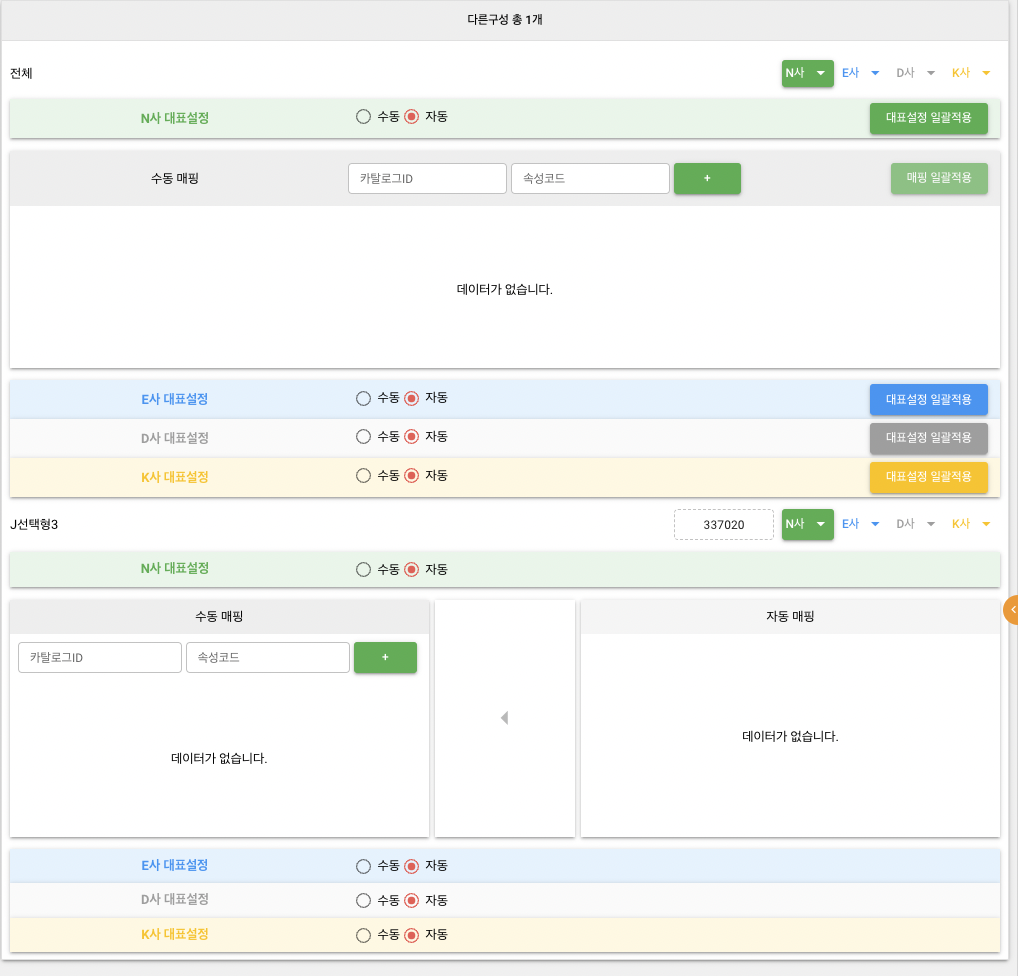 다른구성 총 1개
전체 N사 E사 D사 K사
N사 대표설정 수동 자동 대표설정 일괄적용
수동 매핑 카탈로그ID 속성코드 + 매핑 일괄적용
데이터가 없습니다.
E사 대표설정 수동 자동 대표설정 일괄적용
D사 대표설정 수동 자동 대표설정 일괄적용
K사 대표설정 수동 자동 대표설정 일괄적용
J선택형3 337020 N사 E사 D사 K사
N사 대표설정 수동 자동
수동 매핑 자동 매핑
카탈로그ID 속성코드 +
데이터가 없습니다.
데이터가 없습니다.
E사 대표설정 수동 자동
D사 대표설정 수동 자동
K사 대표설정 수동 자동